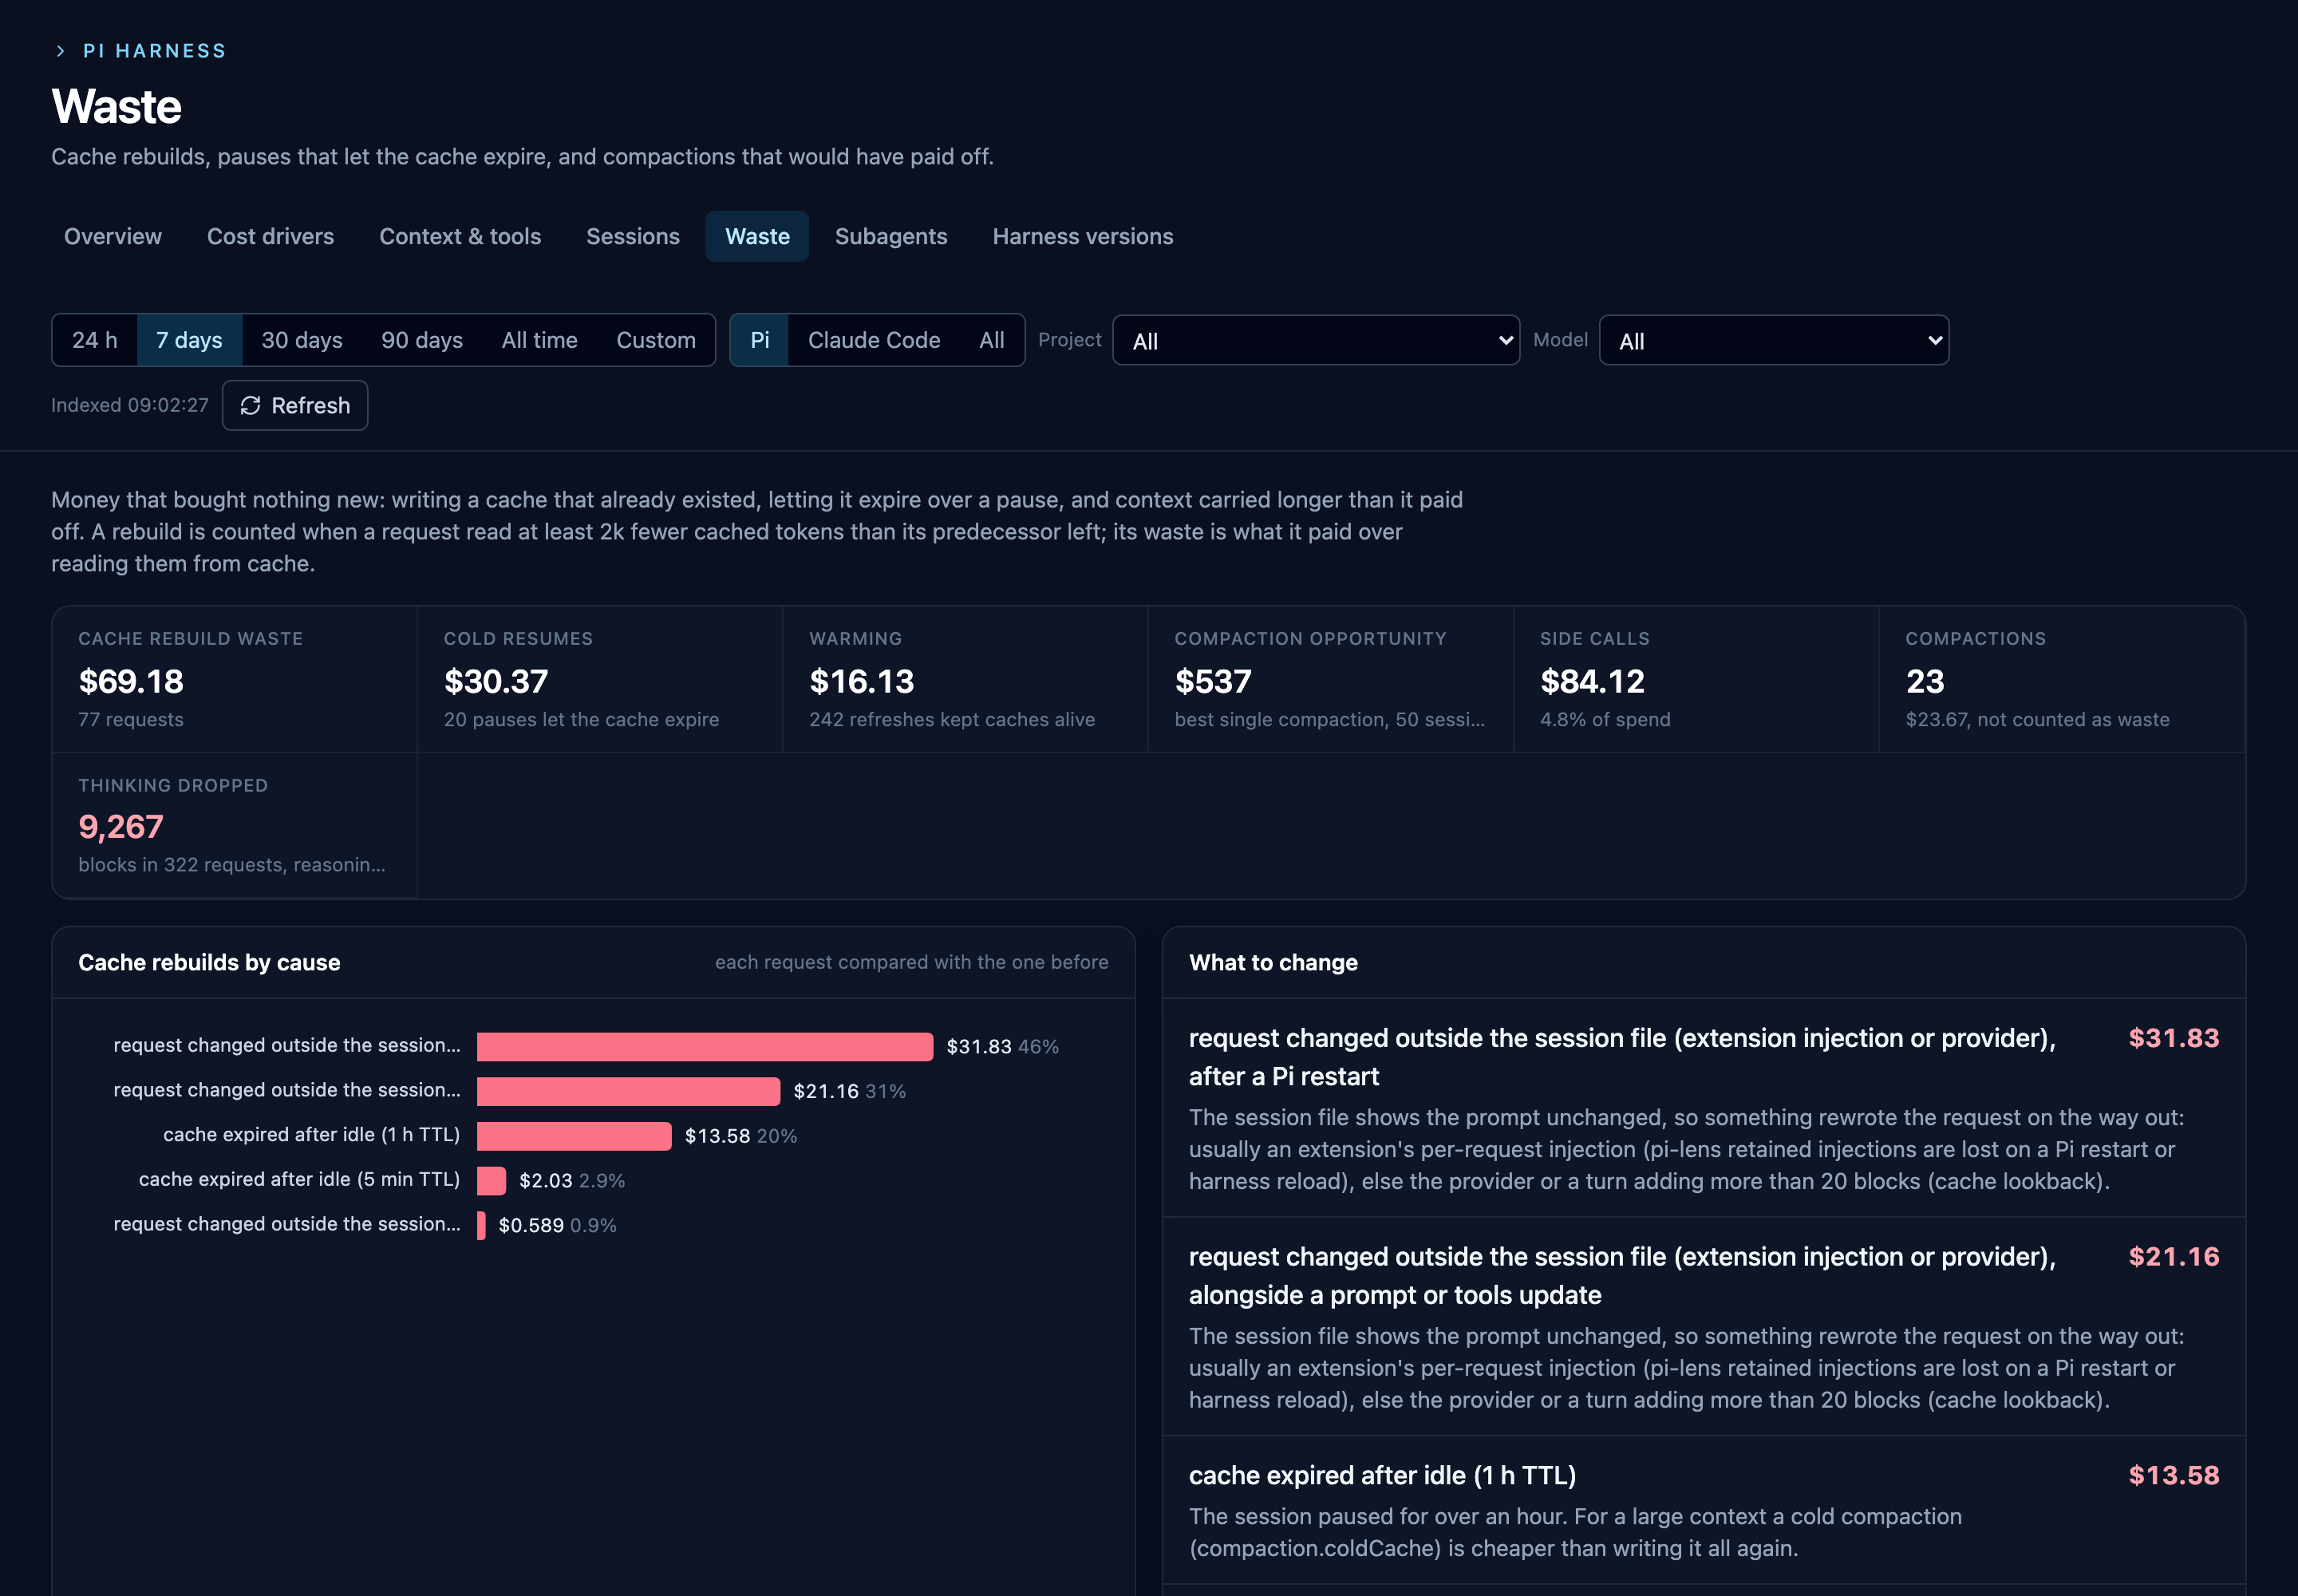 PI HARNESS
Waste
Cache rebuilds, pauses that let the cache expire, and compactions that would have paid off.
Overview Cost drivers Context & tools Sessions Waste Subagents Harness versions
24 h 7 days 30 days 90 days All time Custom Pi Claude Code All Project All Model All
Indexed 09:02:27 Refresh
Money that bought nothing new: writing a cache that already existed, letting it expire over a pause, and context carried longer than it paid
off. A rebuild is counted when a request read at least 2k fewer cached tokens than its predecessor left; its waste is what it paid over
reading them from cache.
CACHE REBUILD WASTE
$69.18
77 requests
COLD RESUMES
$30.37
20 pauses let the cache expire
WARMING
$16.13
242 refreshes kept caches alive
COMPACTION OPPORTUNITY
$537
best single compaction, 50 sessi...
SIDE CALLS
$84.12
4.8% of spend
COMPACTIONS
23
$23.67, not counted as waste
THINKING DROPPED
9,267
blocks in 322 requests, reasonin...
Cache rebuilds by cause each request compared with the one before
request changed outside the session... $31.83 46%
request changed outside the session... $21.16 31%
cache expired after idle (1 h TTL) $13.58 20%
cache expired after idle (5 min TTL) $2.03 2.9%
request changed outside the session... $0.589 0.9%
What to change
request changed outside the session file (extension injection or provider), $31.83
after a Pi restart
The session file shows the prompt unchanged, so something rewrote the request on the way out:
usually an extension's per-request injection (pi-lens retained injections are lost on a Pi restart or
harness reload), else the provider or a turn adding more than 20 blocks (cache lookback).
request changed outside the session file (extension injection or provider), $21.16
alongside a prompt or tools update
The session file shows the prompt unchanged, so something rewrote the request on the way out:
usually an extension's per-request injection (pi-lens retained injections are lost on a Pi restart or
harness reload), else the provider or a turn adding more than 20 blocks (cache lookback).
cache expired after idle (1 h TTL) $13.58
The session paused for over an hour. For a large context a cold compaction
(compaction.coldCache) is cheaper than writing it all again.